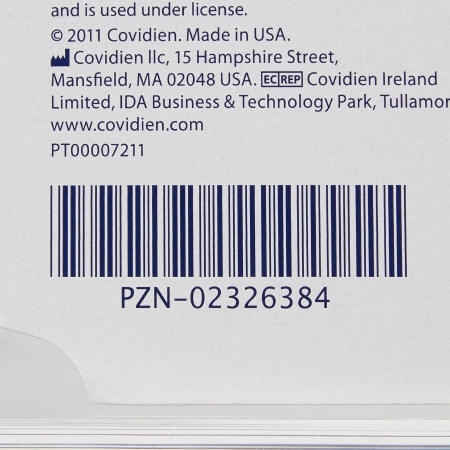 and is used under license.
© 2011 Covidien. Made in USA.
Covidien llc, 15 Hampshire Street,
Mansfield, MA 02048 USA. EC REP Covidien Ireland
Limited, IDA Business & Technology Park, Tullamor
www.covidien.com
PT00007211
PZN-02326384